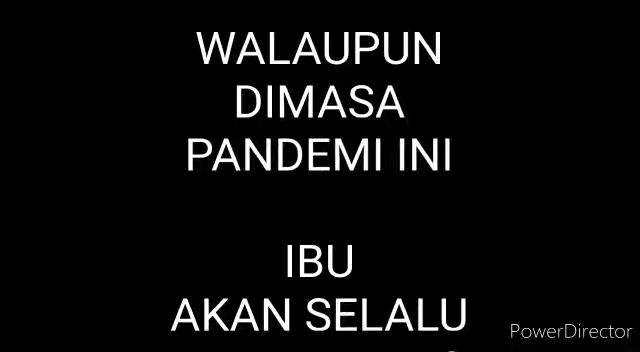 WALAUPUN
DIMASA
PANDEMI INI
IBU
AKAN SELALU
PowerDirector